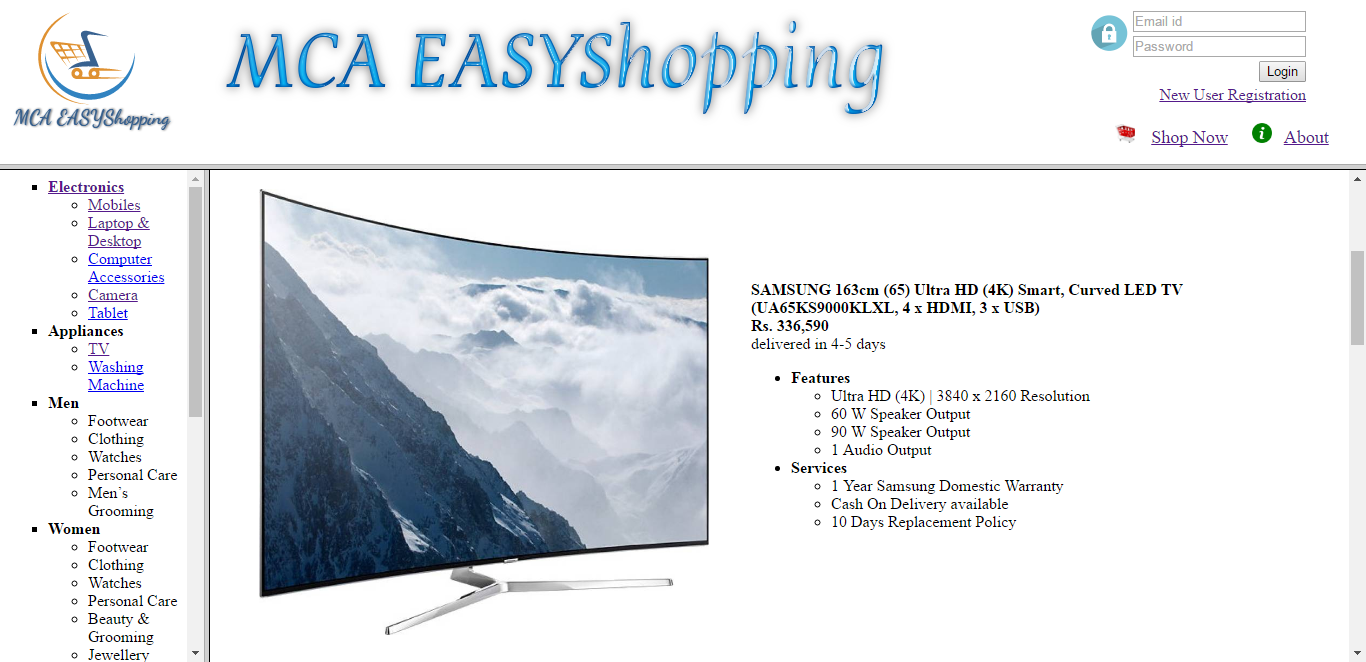 MCA EASYShopping
MCA EASYShopping
Email id
Password
Login
New User Registration
Shop Now
About
Electronics
Mobiles
Laptop &
Desktop
Computer
Accessories
Camera
Tablet
Appliances
TV
Washing
Machine
Men
Footwear
Clothing
Watches
Personal Care
Men's
Grooming
Women
Footwear
Clothing
Watches
Personal Care
Beauty &
Grooming
Jewellery
SAMSUNG 163cm (65) Ultra HD (4K) Smart, Curved LED TV
(UA65KS9000KLXL, 4 x HDMI, 3 x USB)
Rs. 336,590
delivered in 4-5 days
Features
Ultra HD (4K) | 3840 x 2160 Resolution
60 W Speaker Output
90 W Speaker Output
1 Audio Output
Services
1 Year Samsung Domestic Warranty
Cash On Delivery available
10 Days Replacement Policy